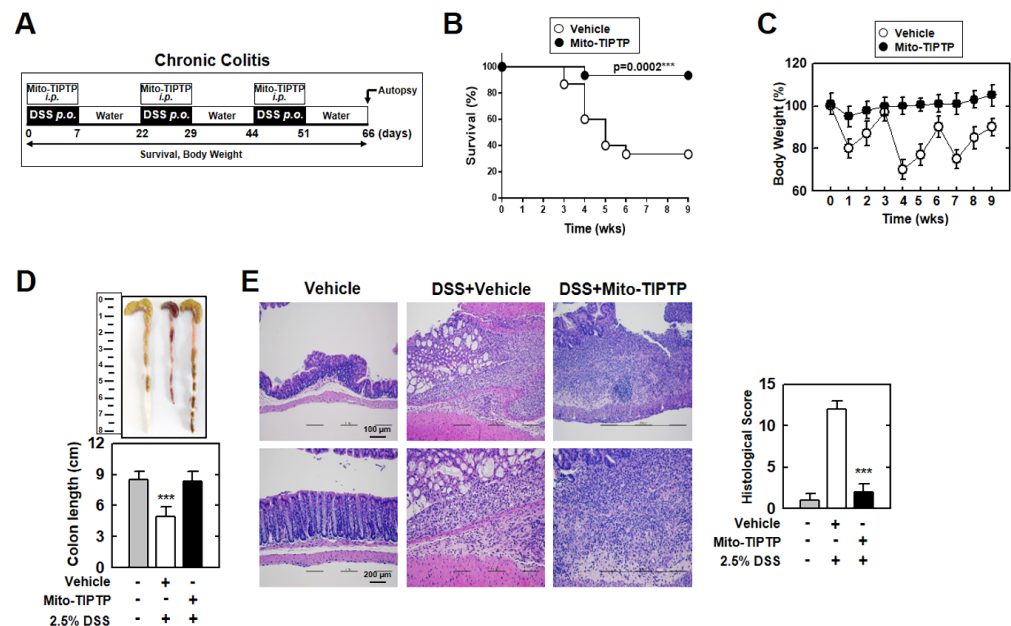 A
Chronic Colitis
Mito-TIPTP Mito-TIPTP Mito-TIPTP
i.p. i.p. i.p.
DSS p.o. Water DSS p.o. Water DSS p.o. Water
Autopsy
0 7 22 29 44 51 66 (days)
Survival, Body Weight
B
Vehicle
Mito-TIPTP
p=0.0002***
Survival (%)
100
80
60
40
20
0
0 1 2 3 4 5 6 7 8 9
Time (wks)
C
Vehicle
Mito-TIPTP
Body Weight (%)
120
100
80
60
0 1 2 3 4 5 6 7 8 9
Time (wks)
D
0
1
2
3
4
5
6
7
8
Colon length (cm)
12
9
6
3
0
***
Vehicle - + -
Mito-TIPTP - - +
2.5% DSS - + +
E
Vehicle DSS+Vehicle DSS+Mito-TIPTP
100 µm
200 µm
Histological Score
15
10
5
0
***
Vehicle - + -
Mito-TIPTP - - +
2.5% DSS - + +